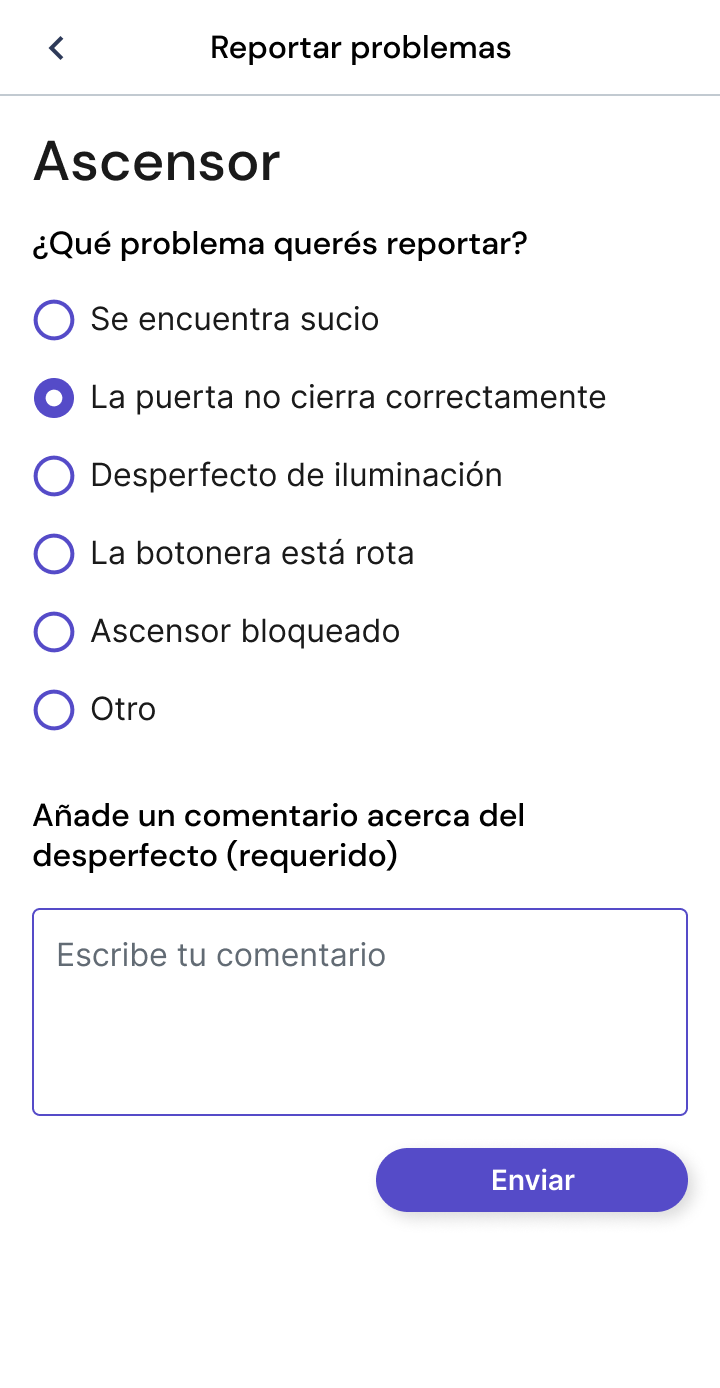 Reportar problemas
Ascensor
¿Qué problema querés reportar?
Se encuentra sucio
La puerta no cierra correctamente
Desperfecto de iluminación
La botonera está rota
Ascensor bloqueado
Otro
Añade un comentario acerca del
desperfecto (requerido)
Escribe tu comentario
Enviar